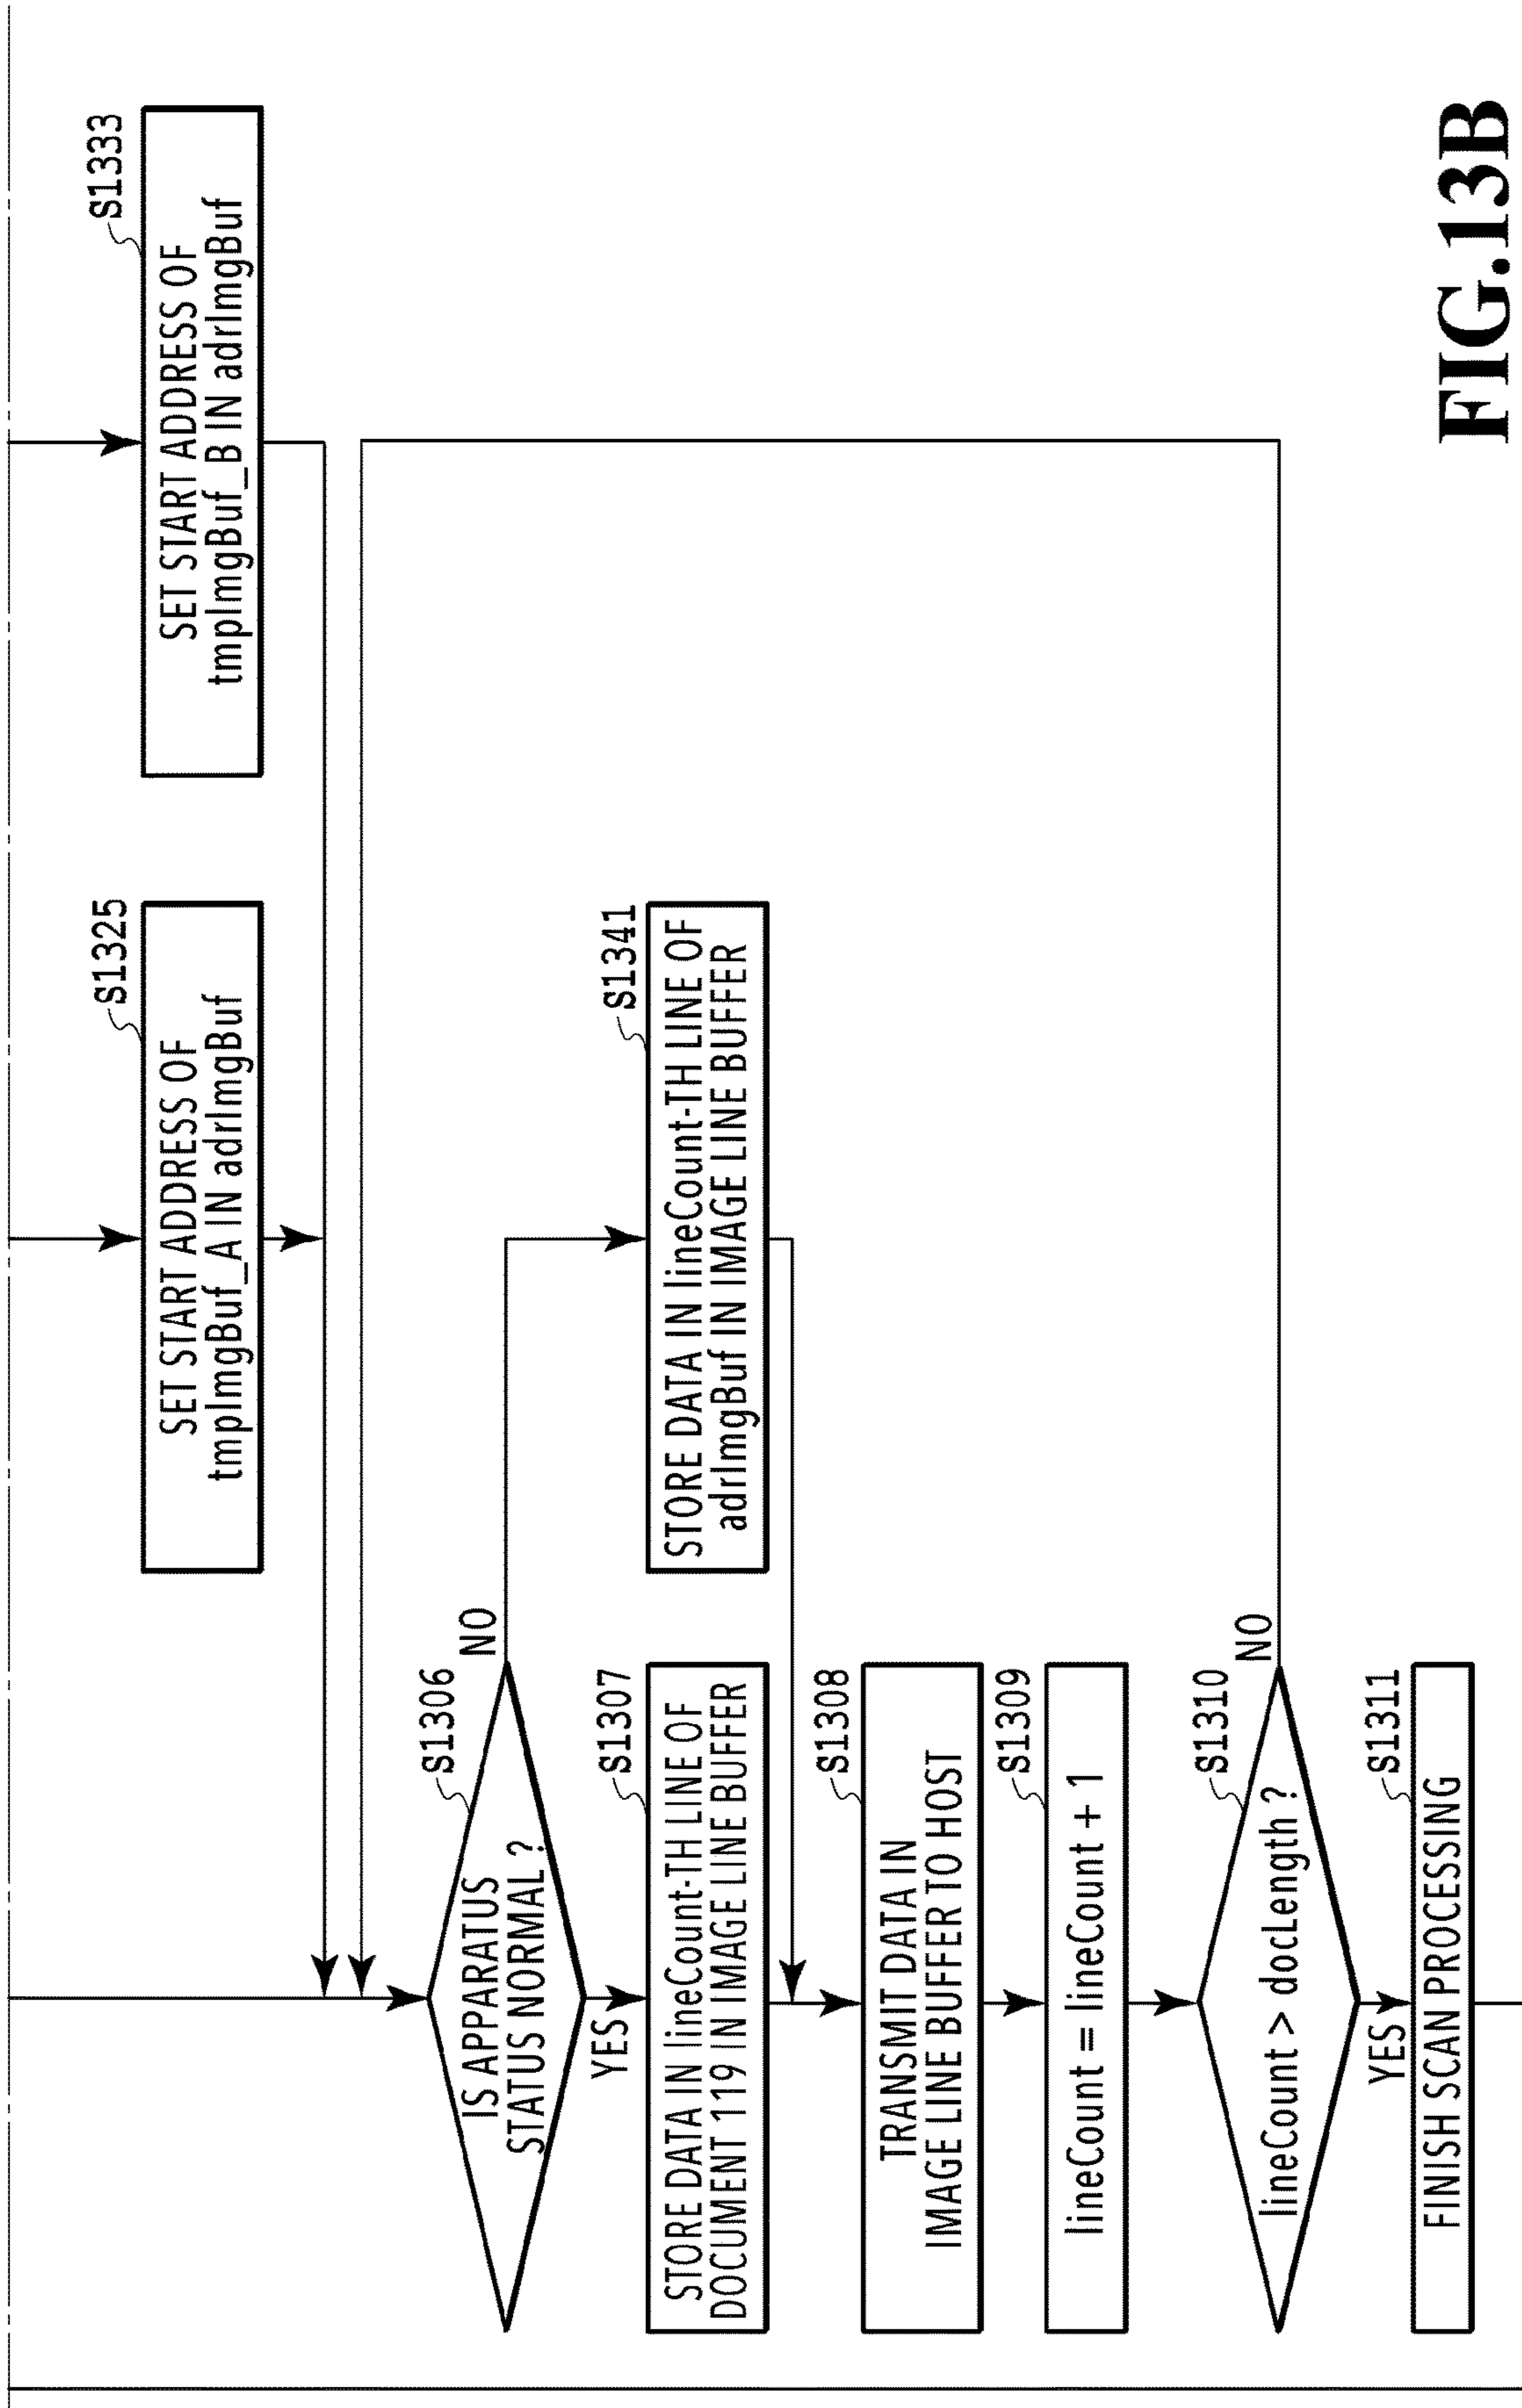 S1325
SET START ADDRESS OF
tmpImgBuf_A IN adrImgBuf
S1333
SET START ADDRESS OF
tmpImgBuf_B IN adrImgBuf
S1306
IS APPARATUS
STATUS NORMAL ?
NO
YES
S1307
STORE DATA IN lineCount-TH LINE OF
DOCUMENT 119 IN IMAGE LINE BUFFER
S1341
STORE DATA IN lineCount-TH LINE OF
adrImgBuf IN IMAGE LINE BUFFER
S1308
TRANSMIT DATA IN
IMAGE LINE BUFFER TO HOST
S1309
lineCount = lineCount + 1
S1310
lineCount > docLength ?
NO
YES
S1311
FINISH SCAN PROCESSING
FIG.13B